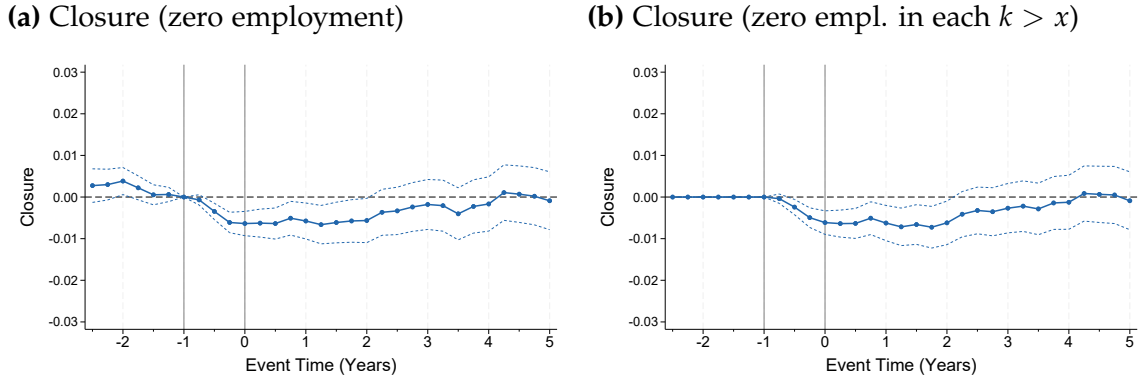 (a) Closure (zero employment)
0.03
0.02
0.01
0.00
-0.01
-0.02
-0.03
Closure
-2 -1 0 1 2 3 4 5
Event Time (Years)
(b) Closure (zero empl. in each k > x)
0.03
0.02
0.01
0.00
-0.01
-0.02
-0.03
Closure
-2 -1 0 1 2 3 4 5
Event Time (Years)